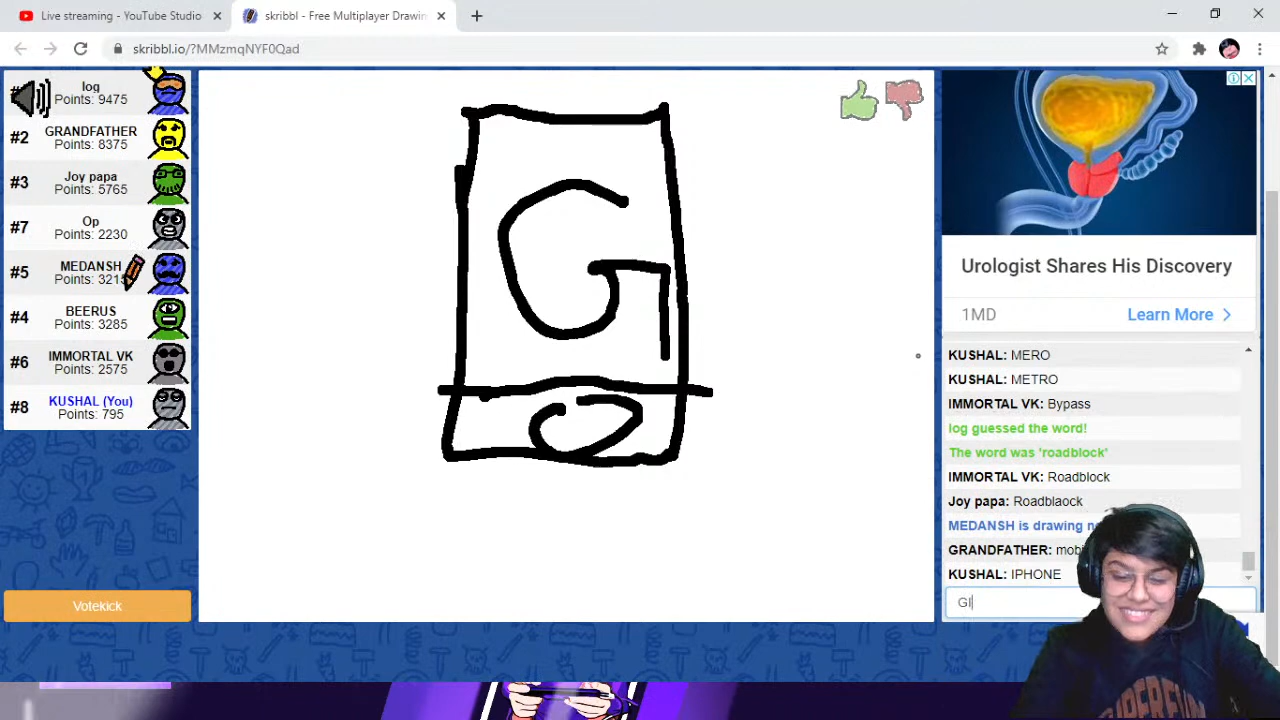 Live streaming - YouTube Studio
skribbl - Free Multiplayer Drawin
skribbl.io/?MMzmqNYF0Qad
log
Points: 9475
#2 GRANDFATHER
Points: 8375
#3 Joy papa
Points: 5765
#7 Op
Points: 2230
#5 MEDANSH
Points: 3215
#4 BEERUS
Points: 3285
#6 IMMORTAL VK
Points: 2575
#8 KUSHAL (You)
Points: 795
Votekick
G
Urologist Shares His Discovery
1MD
Learn More
KUSHAL: MERO
KUSHAL: METRO
IMMORTAL VK: Bypass
log guessed the word!
The word was 'roadblock'
IMMORTAL VK: Roadblock
Joy papa: Roadblaock
MEDANSH is drawing
GRANDFATHER: mobi
KUSHAL: IPHONE
GI